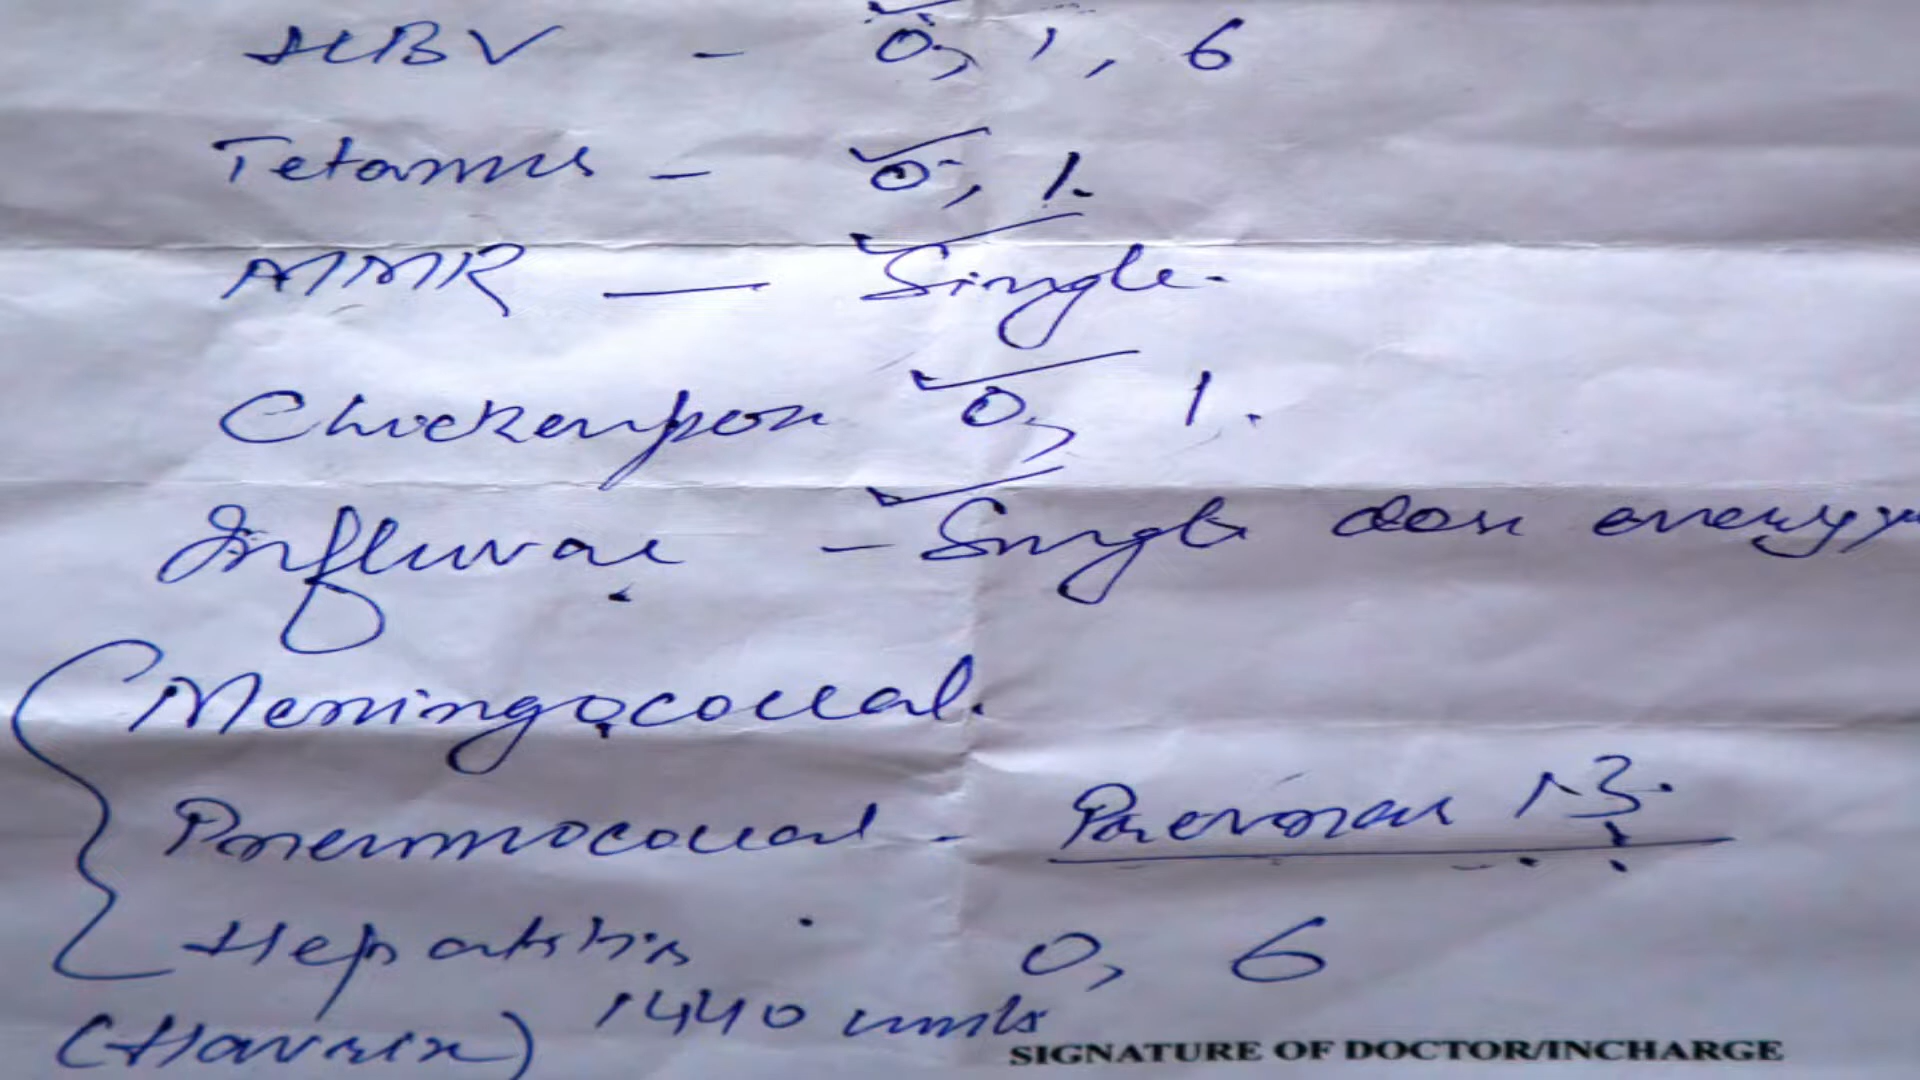 HBV - 0, 1, 6
Tetanus - 0, 1.
MMR — Single.
Chickenpox 0, 1.
Influvac - Single dose every
Meningococcal.
Pneumococcal - Prevenar 13.
Hepatitis 0, 6
(Havrix) 1440 units
SIGNATURE OF DOCTOR/INCHARGE